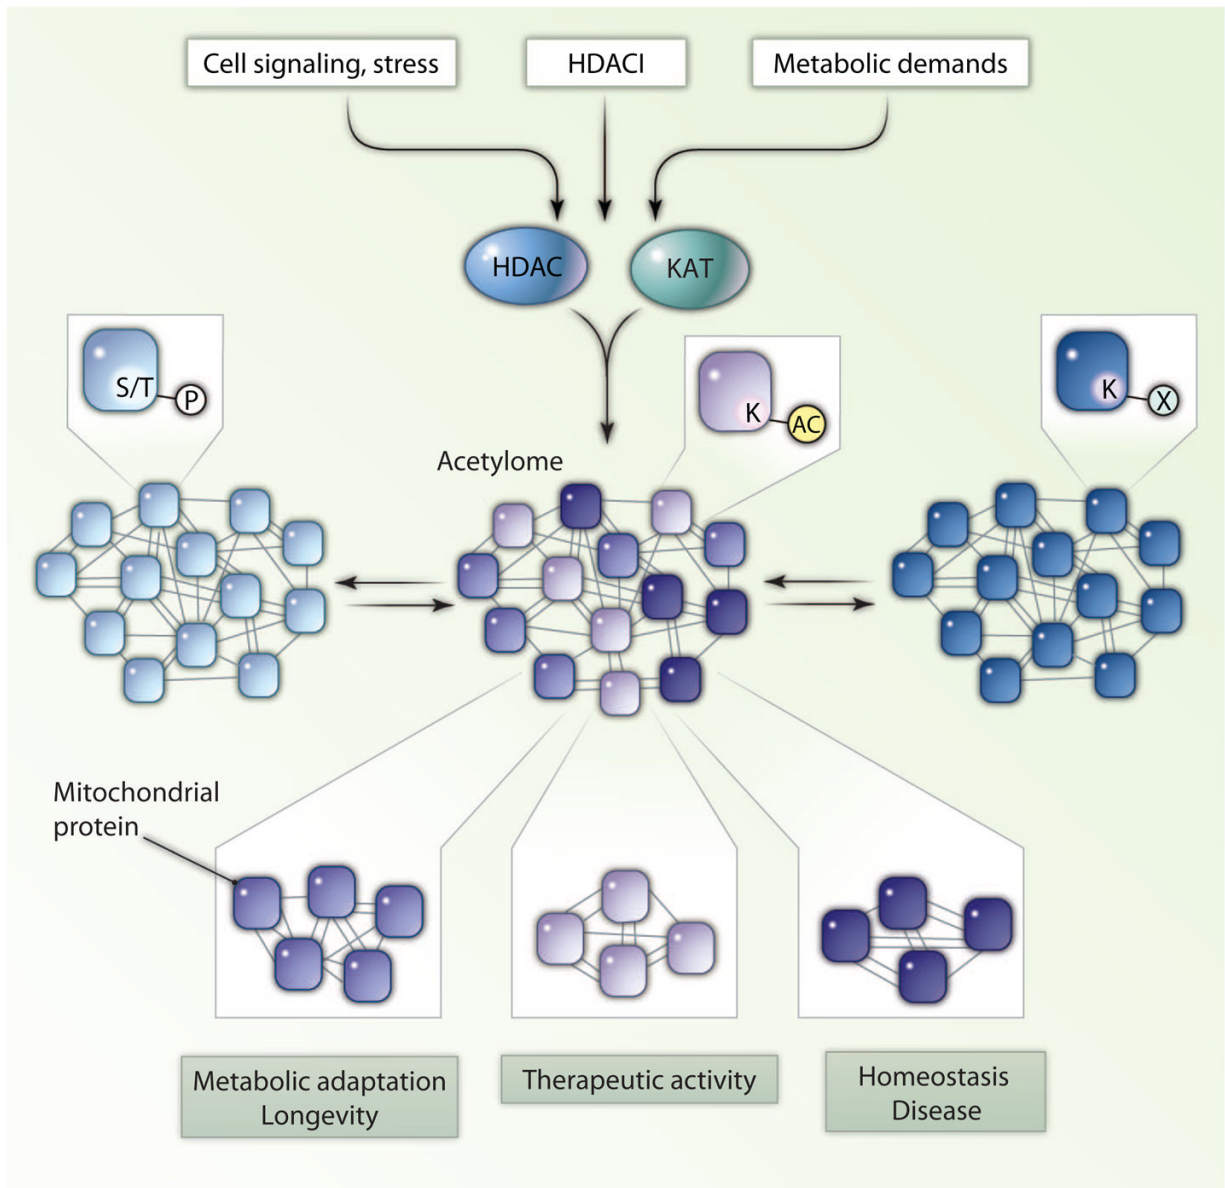 Cell signaling, stress
HDACI
Metabolic demands
HDAC
KAT
S/T
P
K
AC
K
X
Acetylome
Mitochondrial
protein
Metabolic adaptation
Longevity
Therapeutic activity
Homeostasis
Disease